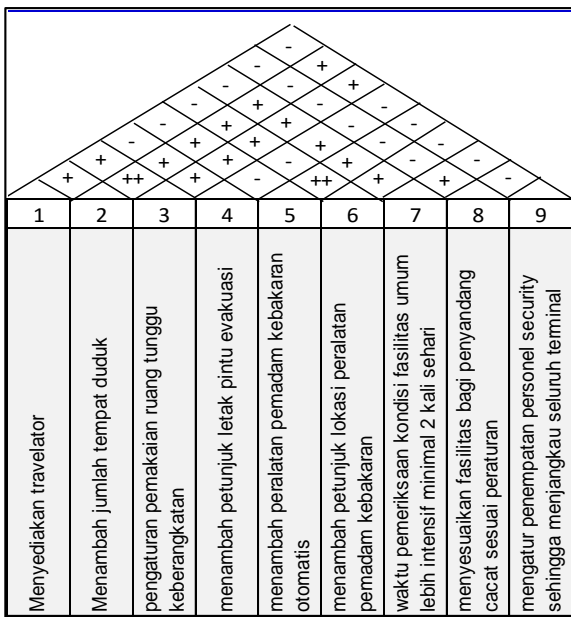 -
- +
- - +
- + - -
- + + - -
- + + + - -
+ + + - + - -
+ ++ + - ++ + + -
1 2 3 4 5 6 7 8 9
Menyediakan travelator
Menambah jumlah tempat duduk
pengaturan pemakaian ruang tunggu
keberangkatan
menambah petunjuk letak pintu evakuasi
menambah peralatan pemadam kebakaran
otomatis
menambah petunjuk lokasi peralatan
pemadam kebakaran
waktu pemeriksaan kondisi fasilitas umum
lebih intensif minimal 2 kali sehari
menyesuaikan fasilitas bagi penyandang
cacat sesuai peraturan
mengatur penempatan personel security
sehingga menjangkau seluruh terminal